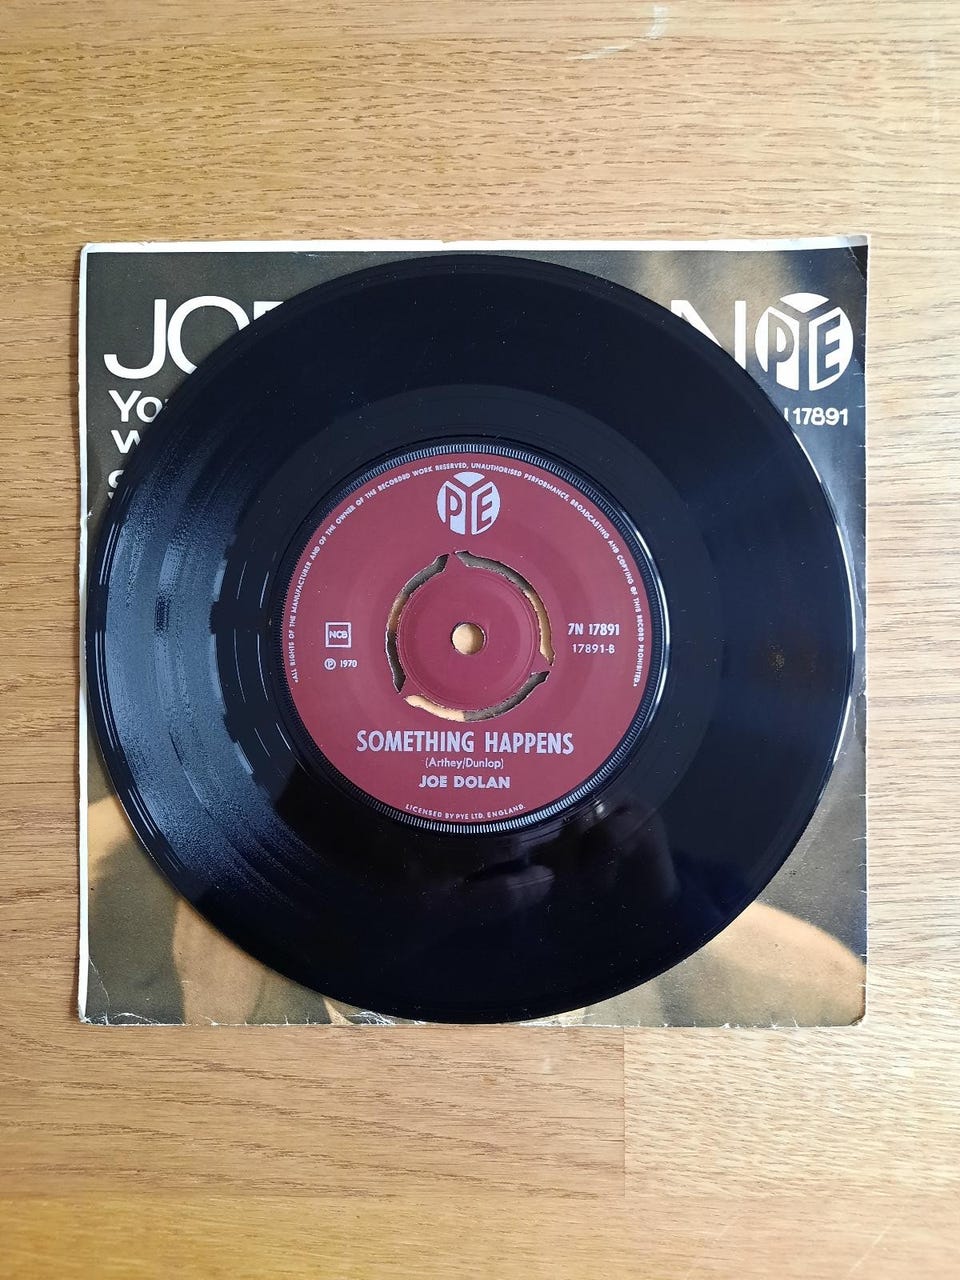 JO
N
PYE
Yo
17891
W
S
"ALL RIGHTS OF THE MANUFACTURER AND OF THE OWNER OF THE RECORDED WORK RESERVED, UNAUTHORISED PERFORMANCE, BROADCASTING AND COPYING OF THIS RECORD PROHIBITED."
PYE
NCB
7N 17891
17891-B
Ⓟ 1970
SOMETHING HAPPENS
(Arthey/Dunlop)
JOE DOLAN
LICENSED BY PYE LTD. ENGLAND.